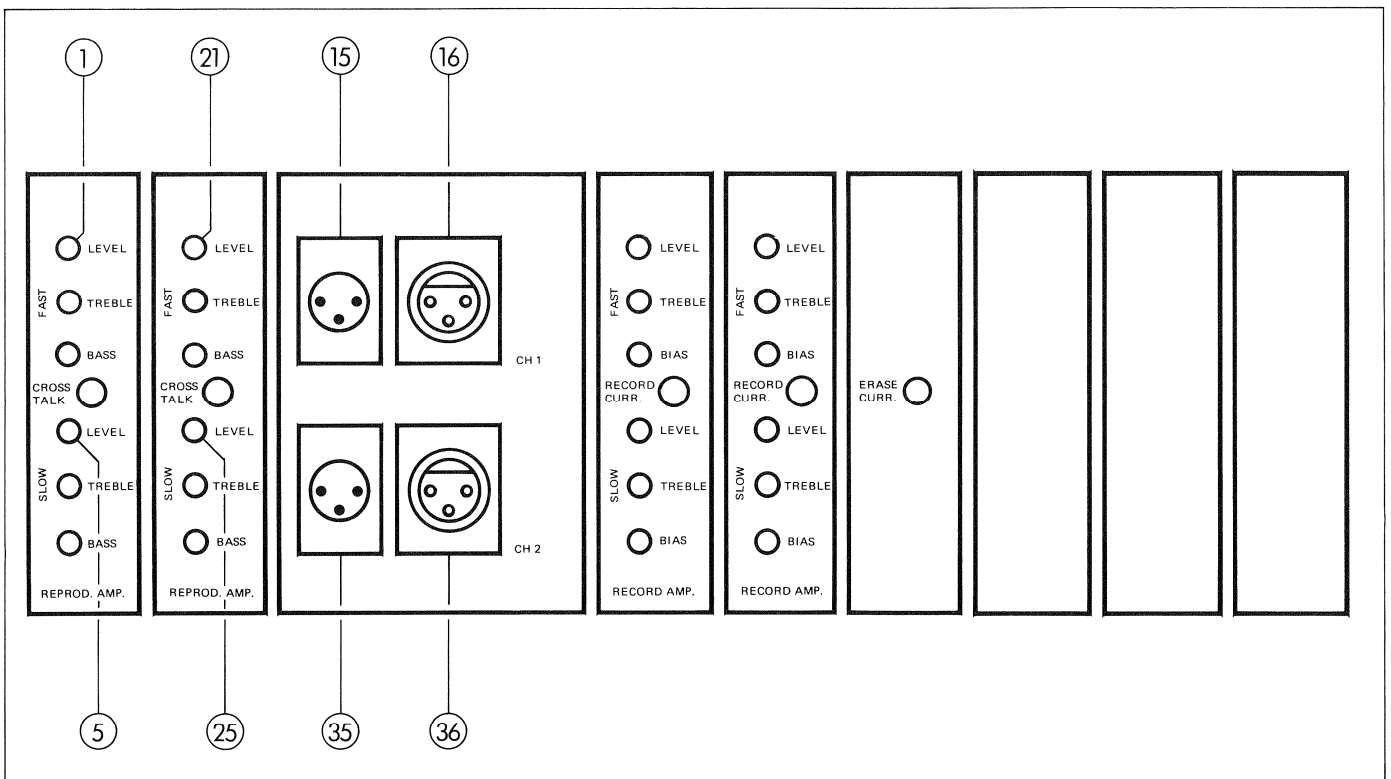 1
21
15
16
LEVEL
FAST
TREBLE
BASS
CROSS
TALK
LEVEL
SLOW
TREBLE
BASS
REPROD. AMP.
LEVEL
FAST
TREBLE
BASS
CROSS
TALK
LEVEL
SLOW
TREBLE
BASS
REPROD. AMP.
CH 1
CH 2
LEVEL
FAST
TREBLE
BIAS
RECORD
CURR.
LEVEL
SLOW
TREBLE
BIAS
RECORD AMP.
LEVEL
FAST
TREBLE
BIAS
RECORD
CURR.
LEVEL
SLOW
TREBLE
BIAS
RECORD AMP.
ERASE
CURR.
5
25
35
36